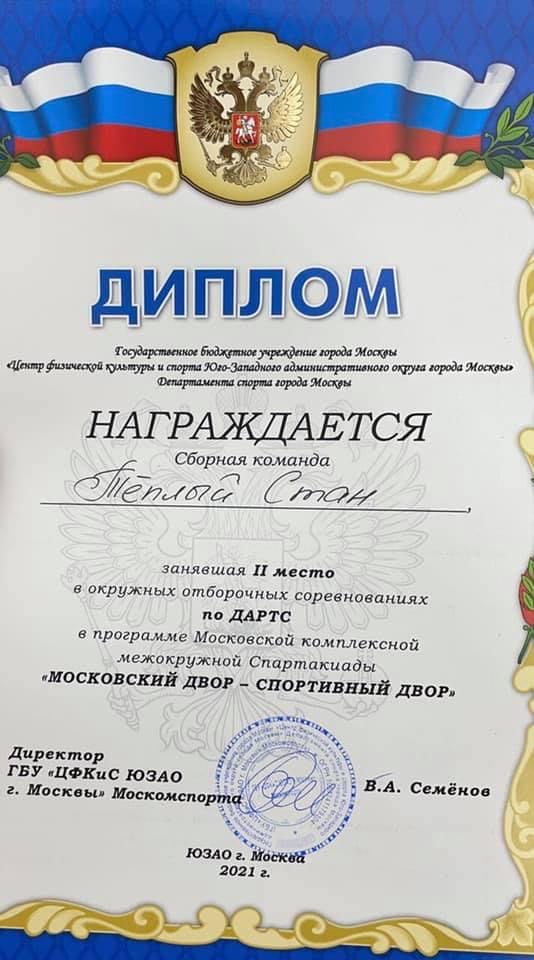 ДИПЛОМ
Государственное бюджетное учреждение города Москвы
«Центр физической культуры и спорта Юго-Западного административного округа города Москвы»
Департамента спорта города Москвы
НАГРАЖДАЕТСЯ
Сборная команда
Тёплый Стан,
занявшая II место
в окружных отборочных соревнованиях
по ДАРТС
в программе Московской комплексной
межокружной Спартакиады
«МОСКОВСКИЙ ДВОР – СПОРТИВНЫЙ ДВОР»
Директор
ГБУ «ЦФКиС ЮЗАО
г. Москвы» Москомспорта
В.А. Семёнов
ЮЗАО г. Москва
2021 г.